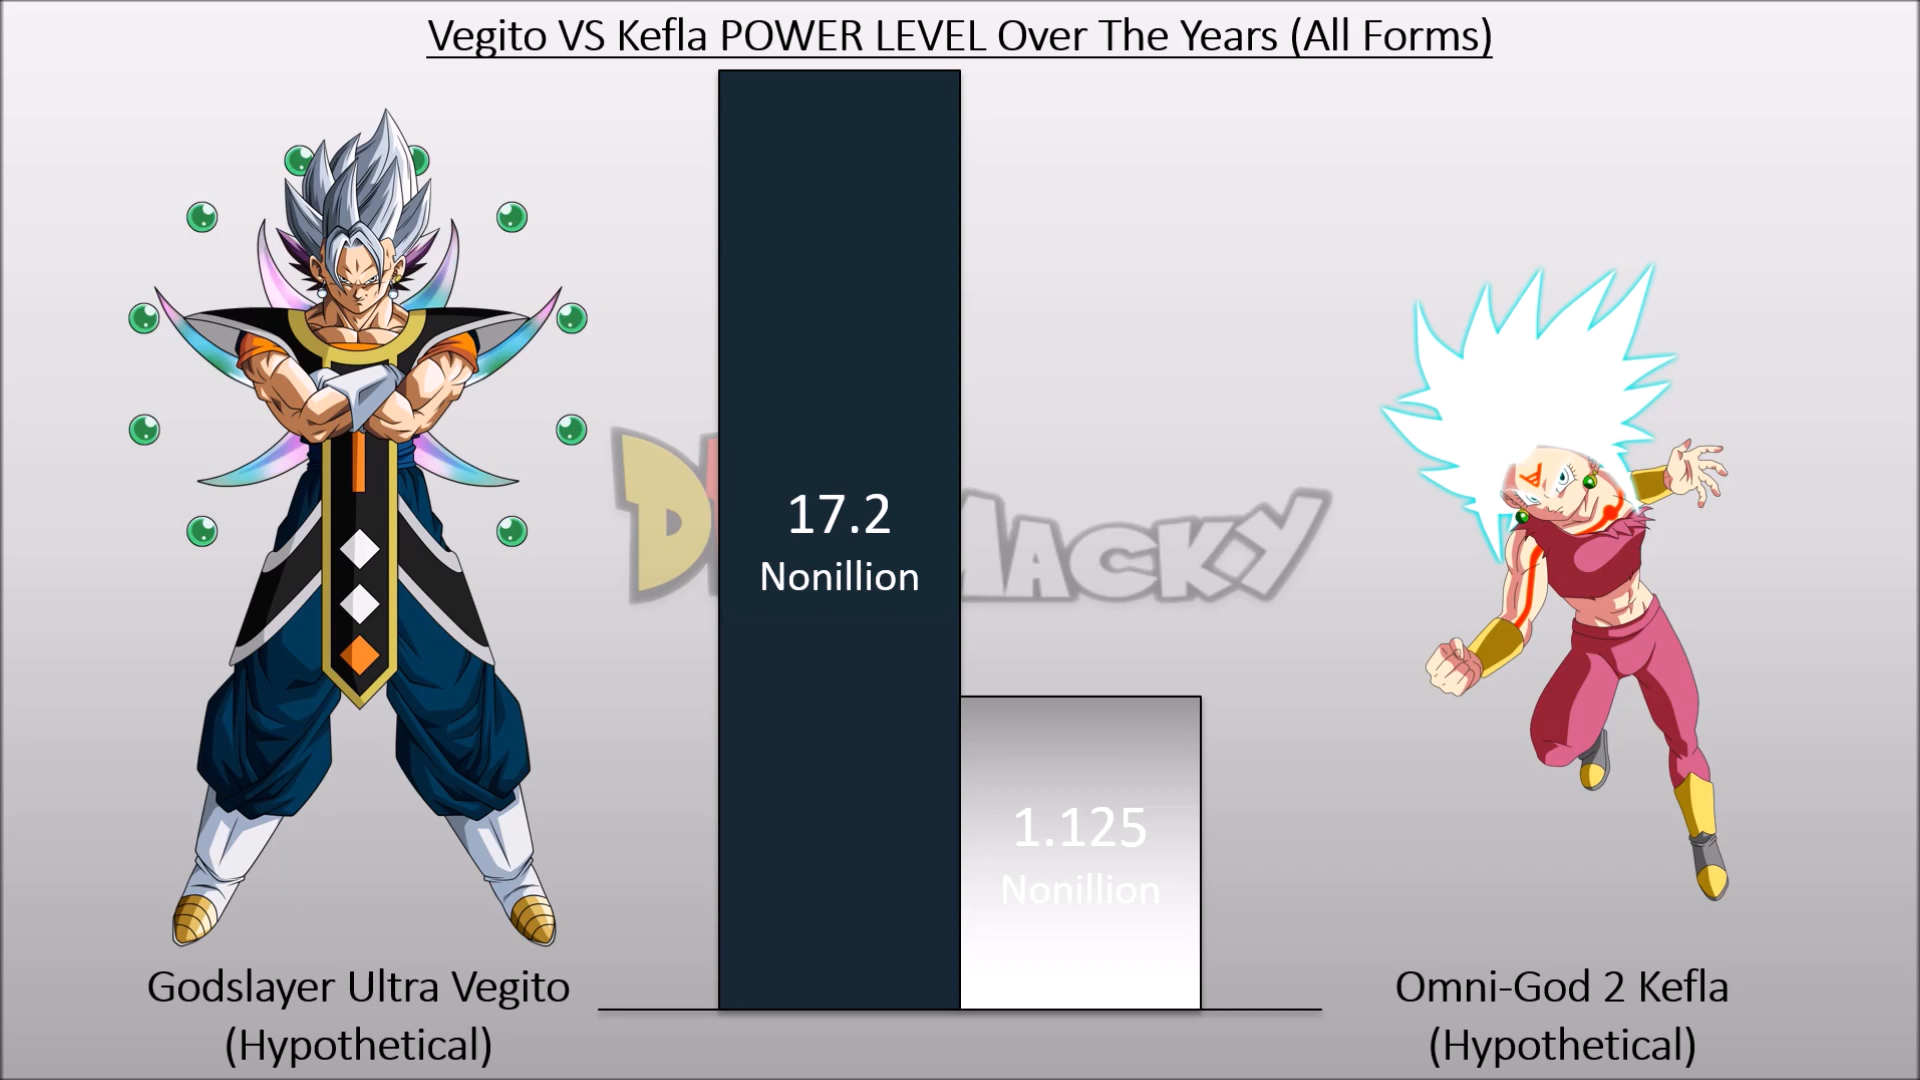 Vegito VS Kefla POWER LEVEL Over The Years (All Forms)
17.2
Nonillion
1.125
Nonillion
Godslayer Ultra Vegito
(Hypothetical)
Omni-God 2 Kefla
(Hypothetical)